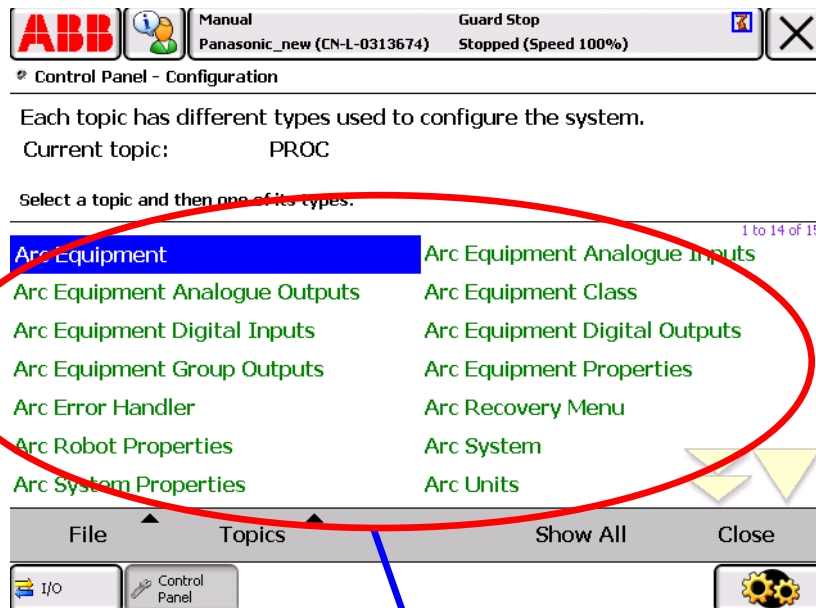 ABB
Manual
Guard Stop
Panasonic_new (CN-L-0313674)
Stopped (Speed 100%)
Control Panel - Configuration
Each topic has different types used to configure the system.
Current topic: PROC
Select a topic and then one of its types.
1 to 14 of 15
Arc Equipment
Arc Equipment Analogue Inputs
Arc Equipment Analogue Outputs
Arc Equipment Class
Arc Equipment Digital Inputs
Arc Equipment Digital Outputs
Arc Equipment Group Outputs
Arc Equipment Properties
Arc Error Handler
Arc Recovery Menu
Arc Robot Properties
Arc System
Arc System Properties
Arc Units
File
Topics
Show All
Close
I/O
Control
Panel